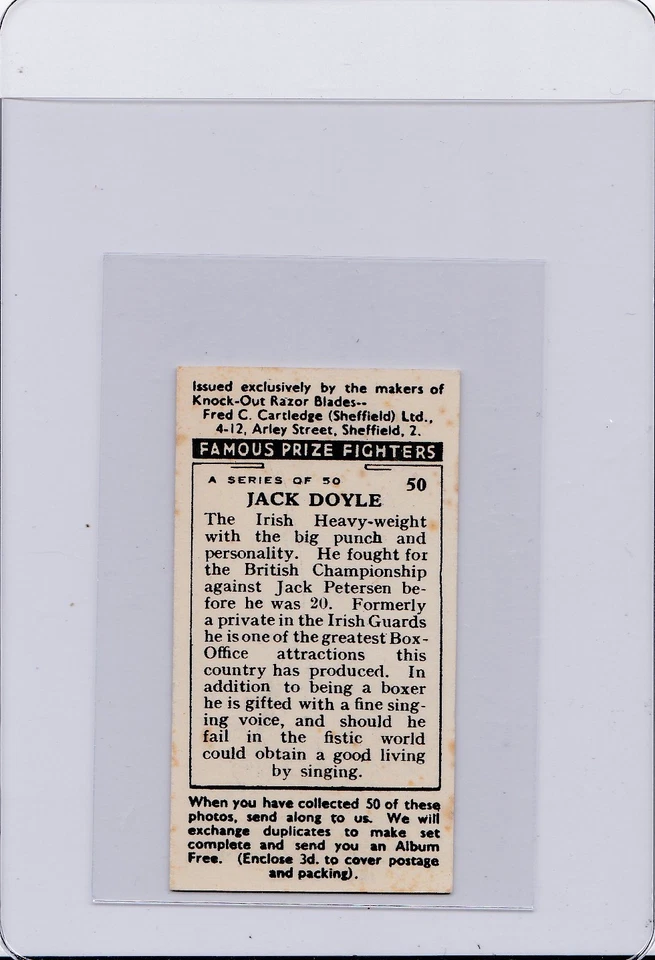 Issued exclusively by the makers of
Knock-Out Razor Blades--
Fred C. Cartledge (Sheffield) Ltd.,
4-12, Arley Street, Sheffield, 2.
FAMOUS PRIZE FIGHTERS
A SERIES OF 50 50
JACK DOYLE
The Irish Heavy-weight
with the big punch and
personality. He fought for
the British Championship
against Jack Petersen be-
fore he was 20. Formerly
a private in the Irish Guards
he is one of the greatest Box-
Office attractions this
country has produced. In
addition to being a boxer
he is gifted with a fine sing-
ing voice, and should he
fail in the fistic world
could obtain a good living
by singing.
When you have collected 50 of these
photos, send along to us. We will
exchange duplicates to make set
complete and send you an Album
Free. (Enclose 3d. to cover postage
and packing).